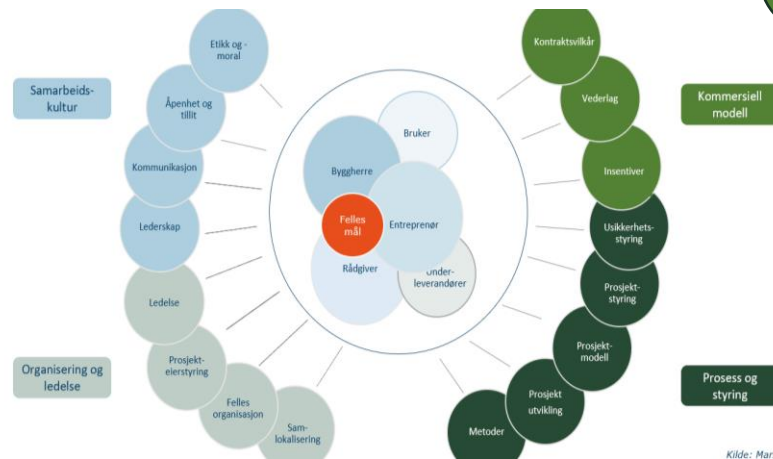 Samarbeids-
kultur
Etikk og -
moral
Åpenhet og
tillit
Kommunikasjon
Lederskap
Ledelse
Prosjekt-
eierstyring
Felles
organisasjon
Sam-
lokalisering
Organisering og
ledelse
Bruker
Byggherre
Felles
mål
Entreprenør
Rådgiver
Under-
leverandører
Kontraktsvilkår
Vederlag
Insentiver
Usikkerhets-
styring
Prosjekt-
styring
Prosjekt-
modell
Prosjekt
utvikling
Metoder
Kommersiell
modell
Prosess og
styring
Kilde: Mar